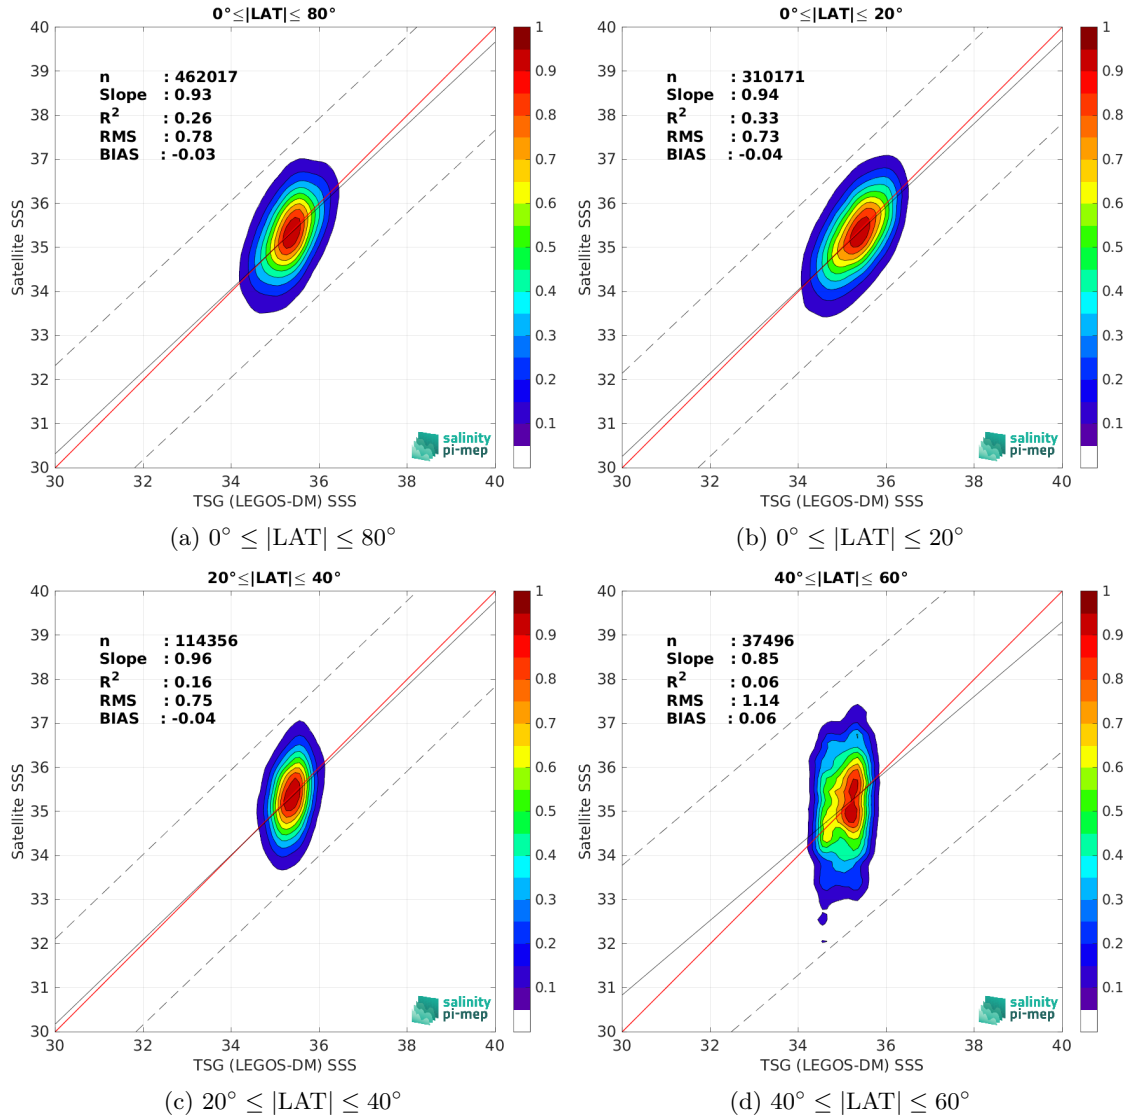 0°≤|LAT|≤ 80°
n : 462017
Slope : 0.93
R² : 0.26
RMS : 0.78
BIAS : -0.03
40
39
38
37
36
35
34
33
32
31
30
30
32
34
36
38
40
Satellite SSS
TSG (LEGOS-DM) SSS
salinity
pi-mep
1
0.9
0.8
0.7
0.6
0.5
0.4
0.3
0.2
0.1
(a) 0° ≤ |LAT| ≤ 80°
0°≤|LAT|≤ 20°
n : 310171
Slope : 0.94
R² : 0.33
RMS : 0.73
BIAS : -0.04
40
39
38
37
36
35
34
33
32
31
30
30
32
34
36
38
40
Satellite SSS
TSG (LEGOS-DM) SSS
salinity
pi-mep
1
0.9
0.8
0.7
0.6
0.5
0.4
0.3
0.2
0.1
(b) 0° ≤ |LAT| ≤ 20°
20°≤|LAT|≤ 40°
n : 114356
Slope : 0.96
R² : 0.16
RMS : 0.75
BIAS : -0.04
40
39
38
37
36
35
34
33
32
31
30
30
32
34
36
38
40
Satellite SSS
TSG (LEGOS-DM) SSS
salinity
pi-mep
1
0.9
0.8
0.7
0.6
0.5
0.4
0.3
0.2
0.1
(c) 20° ≤ |LAT| ≤ 40°
40°≤|LAT|≤ 60°
n : 37496
Slope : 0.85
R² : 0.06
RMS : 1.14
BIAS : 0.06
40
39
38
37
36
35
34
33
32
31
30
30
32
34
36
38
40
Satellite SSS
TSG (LEGOS-DM) SSS
salinity
pi-mep
1
0.9
0.8
0.7
0.6
0.5
0.4
0.3
0.2
0.1
(d) 40° ≤ |LAT| ≤ 60°